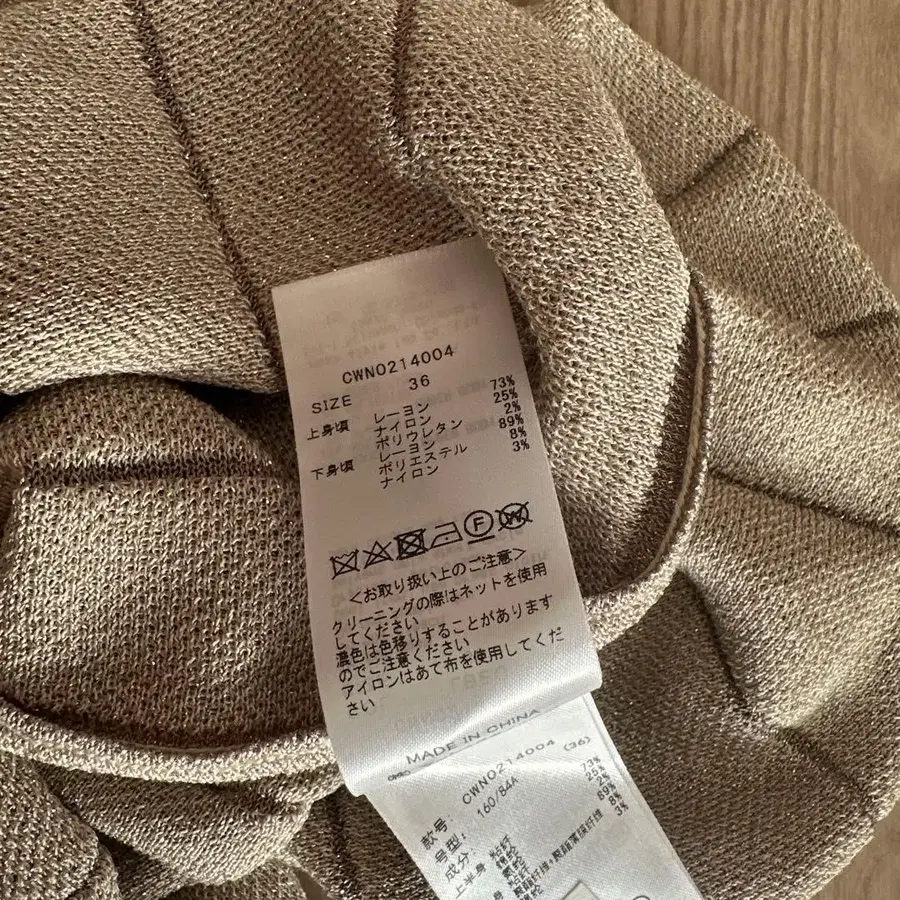 CWNO214004
SIZE 36
上身頃 レーヨン 73%
ナイロン 25%
ポリウレタン 2%
下身頃 レーヨン 89%
ポリエステル 8%
ナイロン 3%
F
W
＜お取り扱い上のご注意＞
クリーニングの際はネットを使用
してください
濃色は色移りすることがあります
のでご注意ください
アイロンはあて布を使用してくだ
さい
MADE IN CHINA
款号: CWNO214004 (36)
号型: 160/84A
成分:
上半身
73%
25%
2%
89%
8%
3%